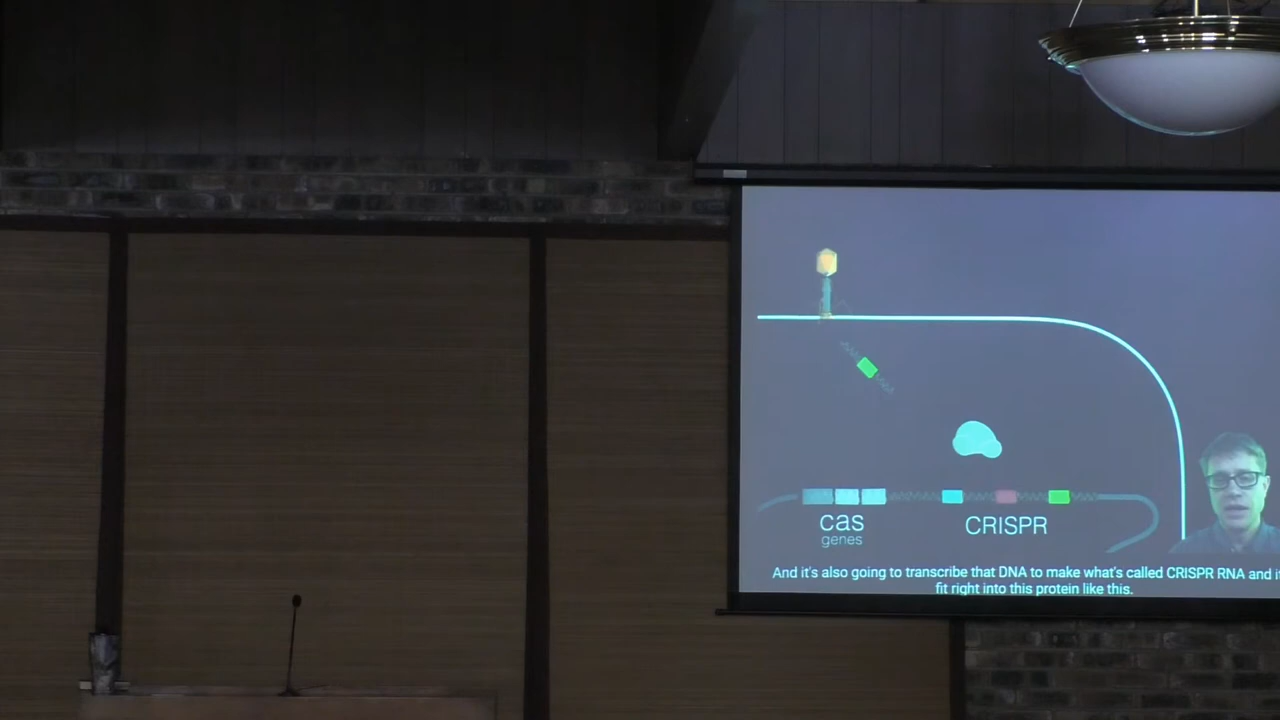 cas
genes
CRISPR
And it's also going to transcribe that DNA to make what's called CRISPR RNA and
fit right into this protein like this.